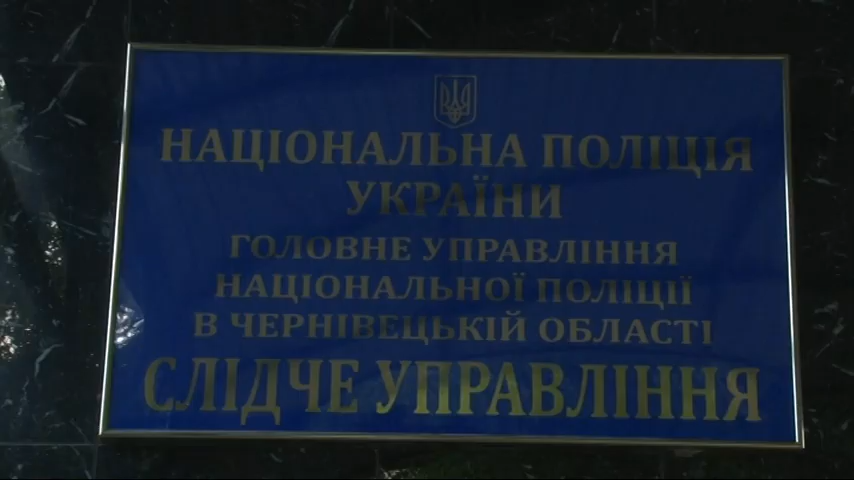 НАЦІОНАЛЬНА ПОЛІЦІЯ
УКРАЇНИ
ГОЛОВНЕ УПРАВЛІННЯ
НАЦІОНАЛЬНОЇ ПОЛІЦІЇ
В ЧЕРНІВЕЦЬКІЙ ОБЛАСТІ
СЛІДЧЕ УПРАВЛІННЯ